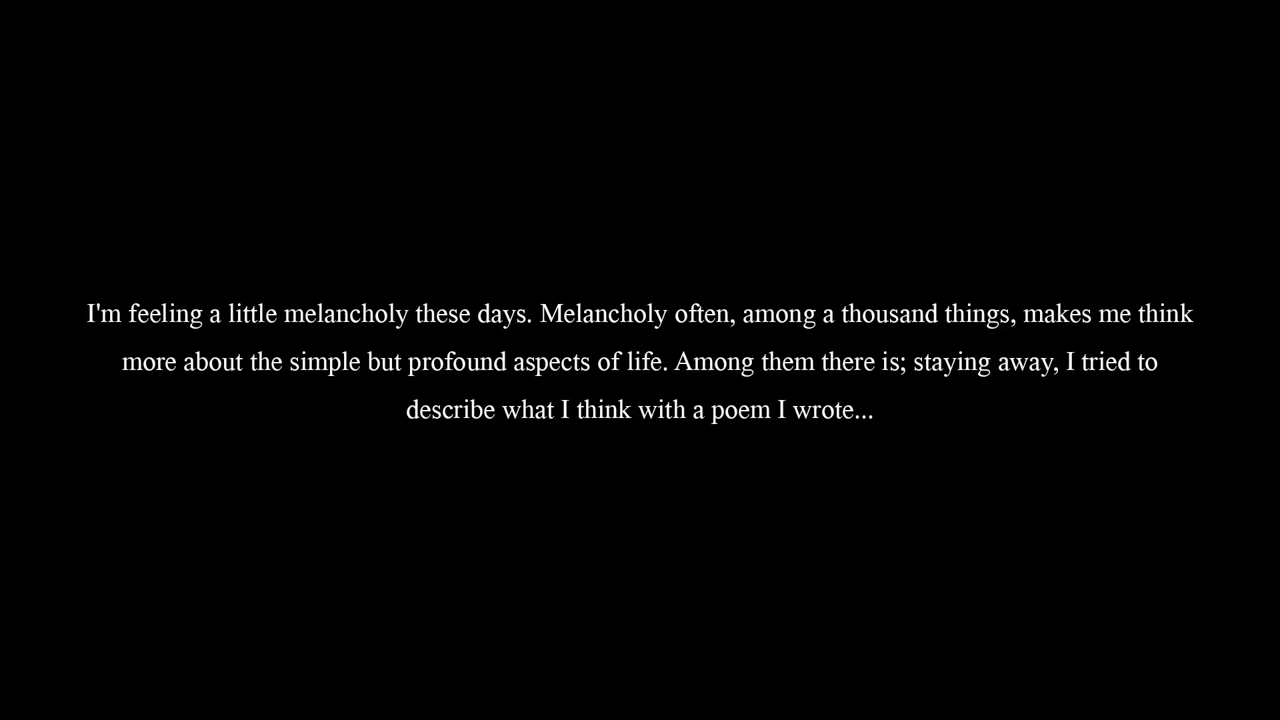 I'm feeling a little melancholy these days. Melancholy often, among a thousand things, makes me think
more about the simple but profound aspects of life. Among them there is; staying away, I tried to
describe what I think with a poem I wrote...